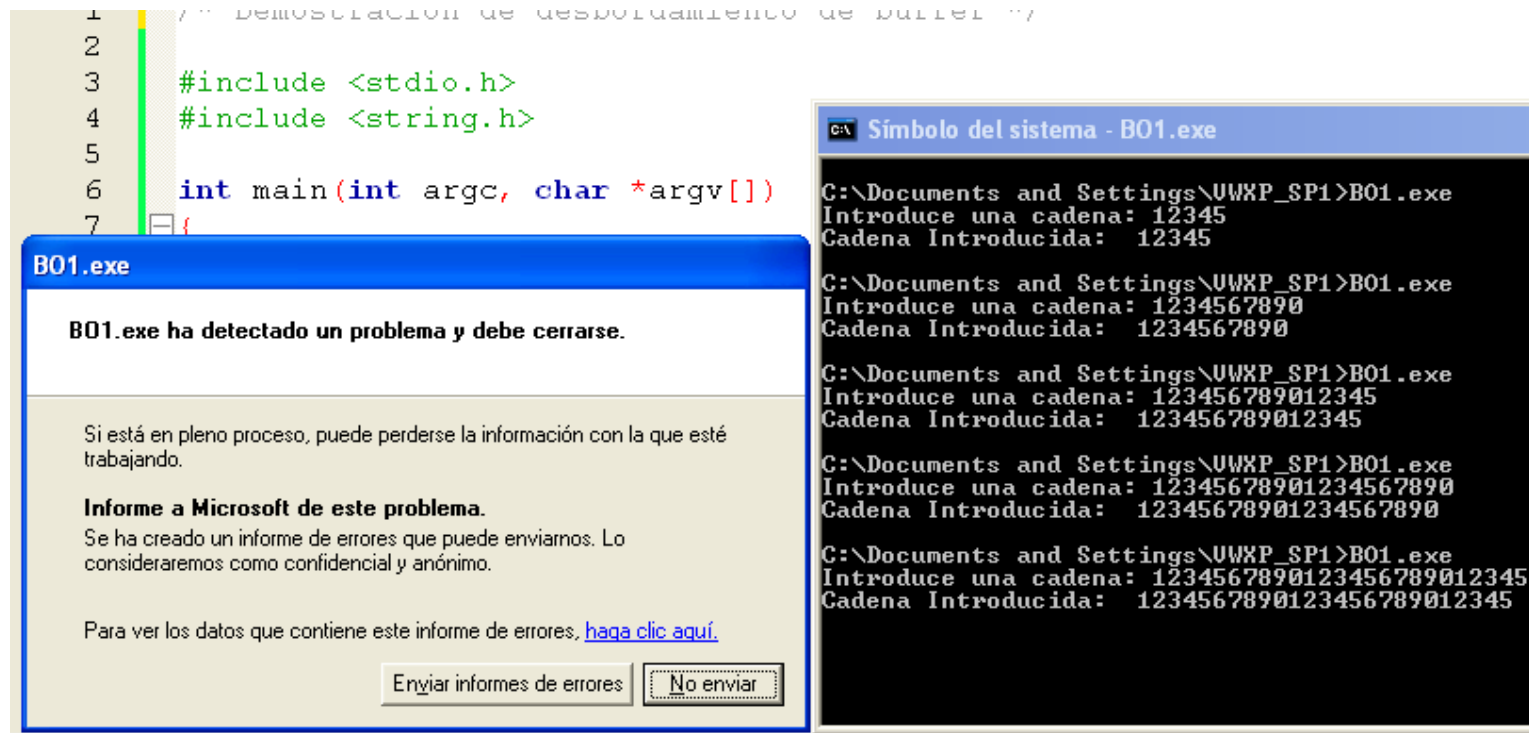 1 /* Demostración de desbordamiento de buffer */
2
3 #include <stdio.h>
4 #include <string.h>
5
6 int main(int argc, char *argv[])
7 {
BO1.exe
BO1.exe ha detectado un problema y debe cerrarse.
Si está en pleno proceso, puede perderse la información con la que esté
trabajando.
Informe a Microsoft de este problema.
Se ha creado un informe de errores que puede enviarnos. Lo
consideraremos como confidencial y anónimo.
Para ver los datos que contiene este informe de errores, haga clic aquí.
Enviar informes de errores
No enviar
Símbolo del sistema - BO1.exe
C:\Documents and Settings\VWXP_SP1>BO1.exe
Introduce una cadena: 12345
Cadena Introducida:  12345
C:\Documents and Settings\VWXP_SP1>BO1.exe
Introduce una cadena: 1234567890
Cadena Introducida:  1234567890
C:\Documents and Settings\VWXP_SP1>BO1.exe
Introduce una cadena: 123456789012345
Cadena Introducida:  123456789012345
C:\Documents and Settings\VWXP_SP1>BO1.exe
Introduce una cadena: 12345678901234567890
Cadena Introducida:  12345678901234567890
C:\Documents and Settings\VWXP_SP1>BO1.exe
Introduce una cadena: 1234567890123456789012345
Cadena Introducida:  1234567890123456789012345